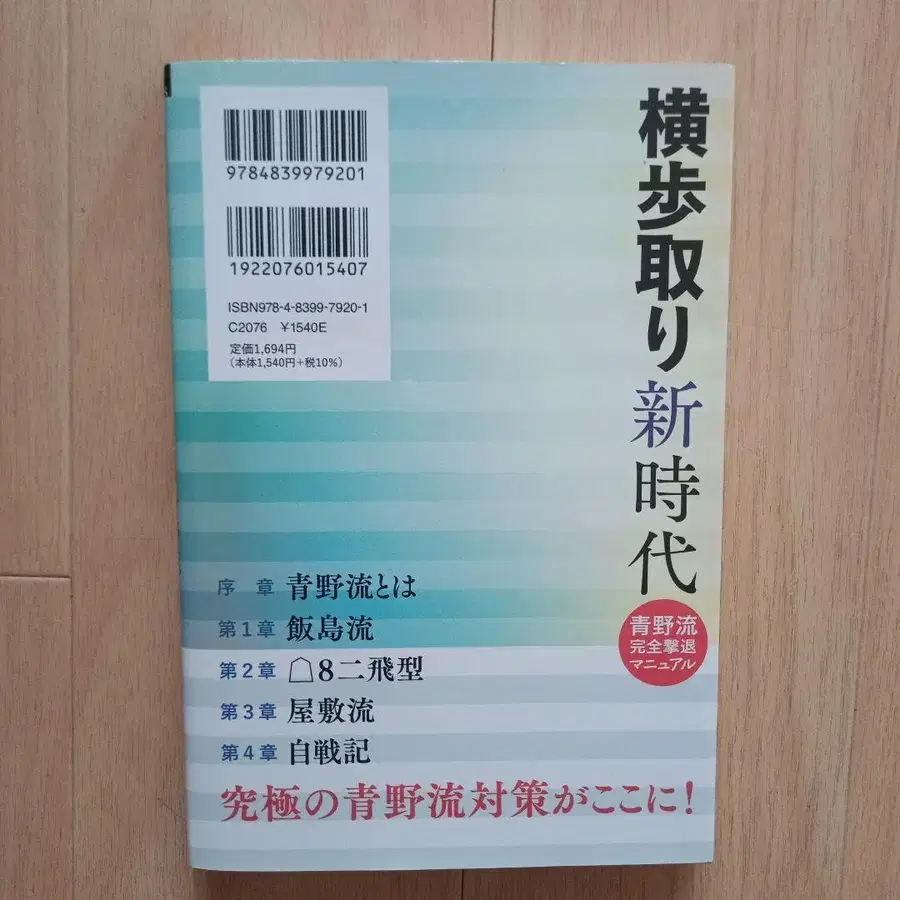 9784839979201
1922076015407
ISBN978-4-8399-7920-1
C2076 ¥1540E
定価1,694円
(本体1,540円+税10%)
横歩取り新時代
青野流
完全撃退
マニュアル
序 章 青野流とは
第1章 飯島流
第2章 ☖8二飛型
第3章 屋敷流
第4章 自戦記
究極の青野流対策がここに!